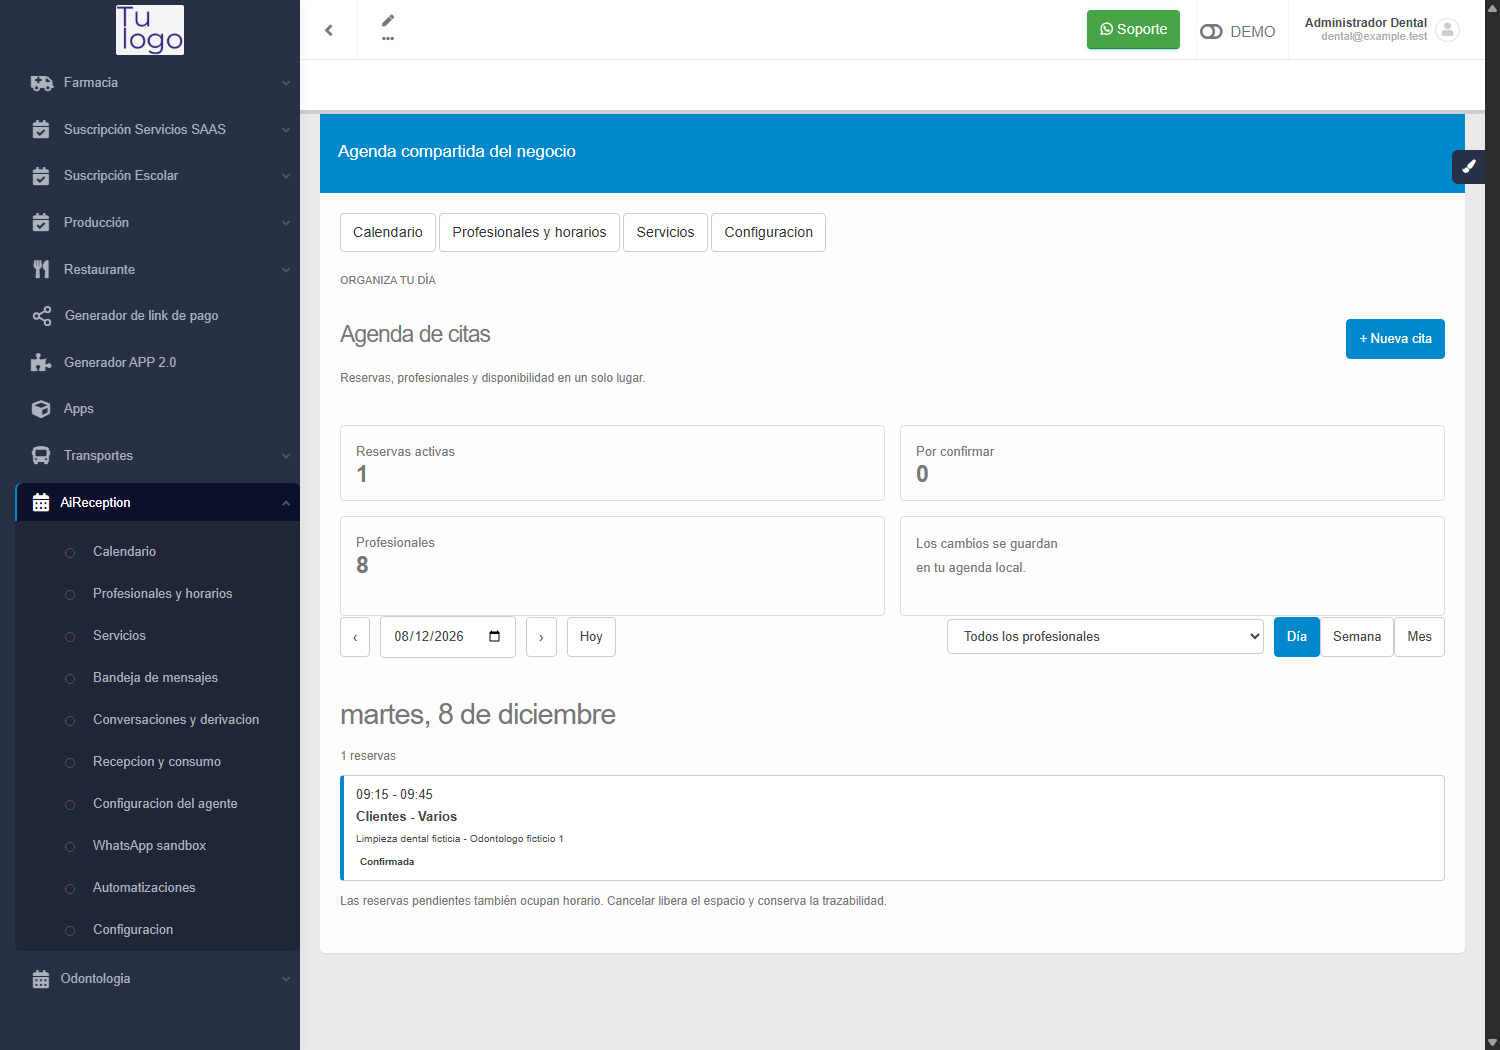 Tu
logo
Farmacia
Suscripción Servicios SAAS
Suscripción Escolar
Producción
Restaurante
Generador de link de pago
Generador APP 2.0
Apps
Transportes
AiReception
Calendario
Profesionales y horarios
Servicios
Bandeja de mensajes
Conversaciones y derivacion
Recepcion y consumo
Configuracion del agente
WhatsApp sandbox
Automatizaciones
Configuracion
Odontologia
Soporte
DEMO
Administrador Dental
dental@example.test
Agenda compartida del negocio
Calendario
Profesionales y horarios
Servicios
Configuracion
ORGANIZA TU DÍA
Agenda de citas
+ Nueva cita
Reservas, profesionales y disponibilidad en un solo lugar.
Reservas activas
1
Por confirmar
0
Profesionales
8
Los cambios se guardan
en tu agenda local.
‹
08/12/2026
›
Hoy
Todos los profesionales
Día
Semana
Mes
martes, 8 de diciembre
1 reservas
09:15 - 09:45
Clientes - Varios
Limpieza dental ficticia - Odontologo ficticio 1
Confirmada
Las reservas pendientes también ocupan horario. Cancelar libera el espacio y conserva la trazabilidad.